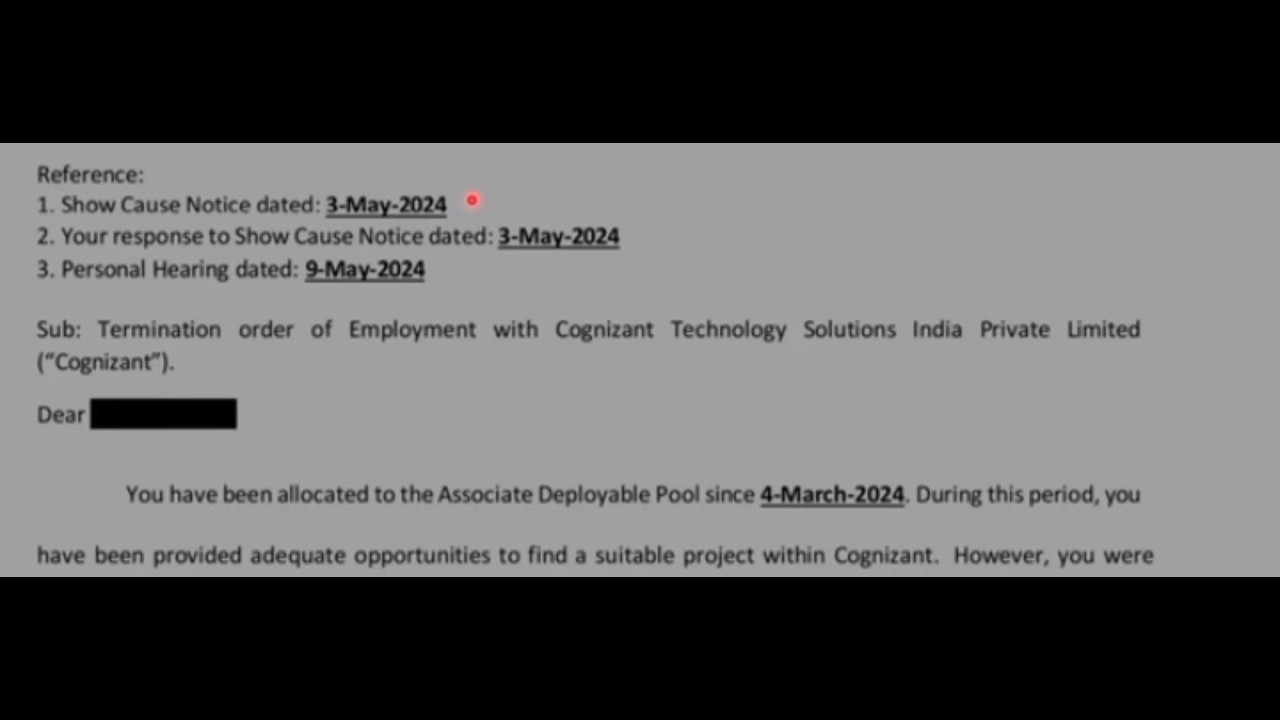 Reference:
1. Show Cause Notice dated: 3-May-2024
2. Your response to Show Cause Notice dated: 3-May-2024
3. Personal Hearing dated: 9-May-2024
Sub: Termination order of Employment with Cognizant Technology Solutions India Private Limited
(“Cognizant”).
Dear
You have been allocated to the Associate Deployable Pool since 4-March-2024. During this period, you
have been provided adequate opportunities to find a suitable project within Cognizant. However, you were